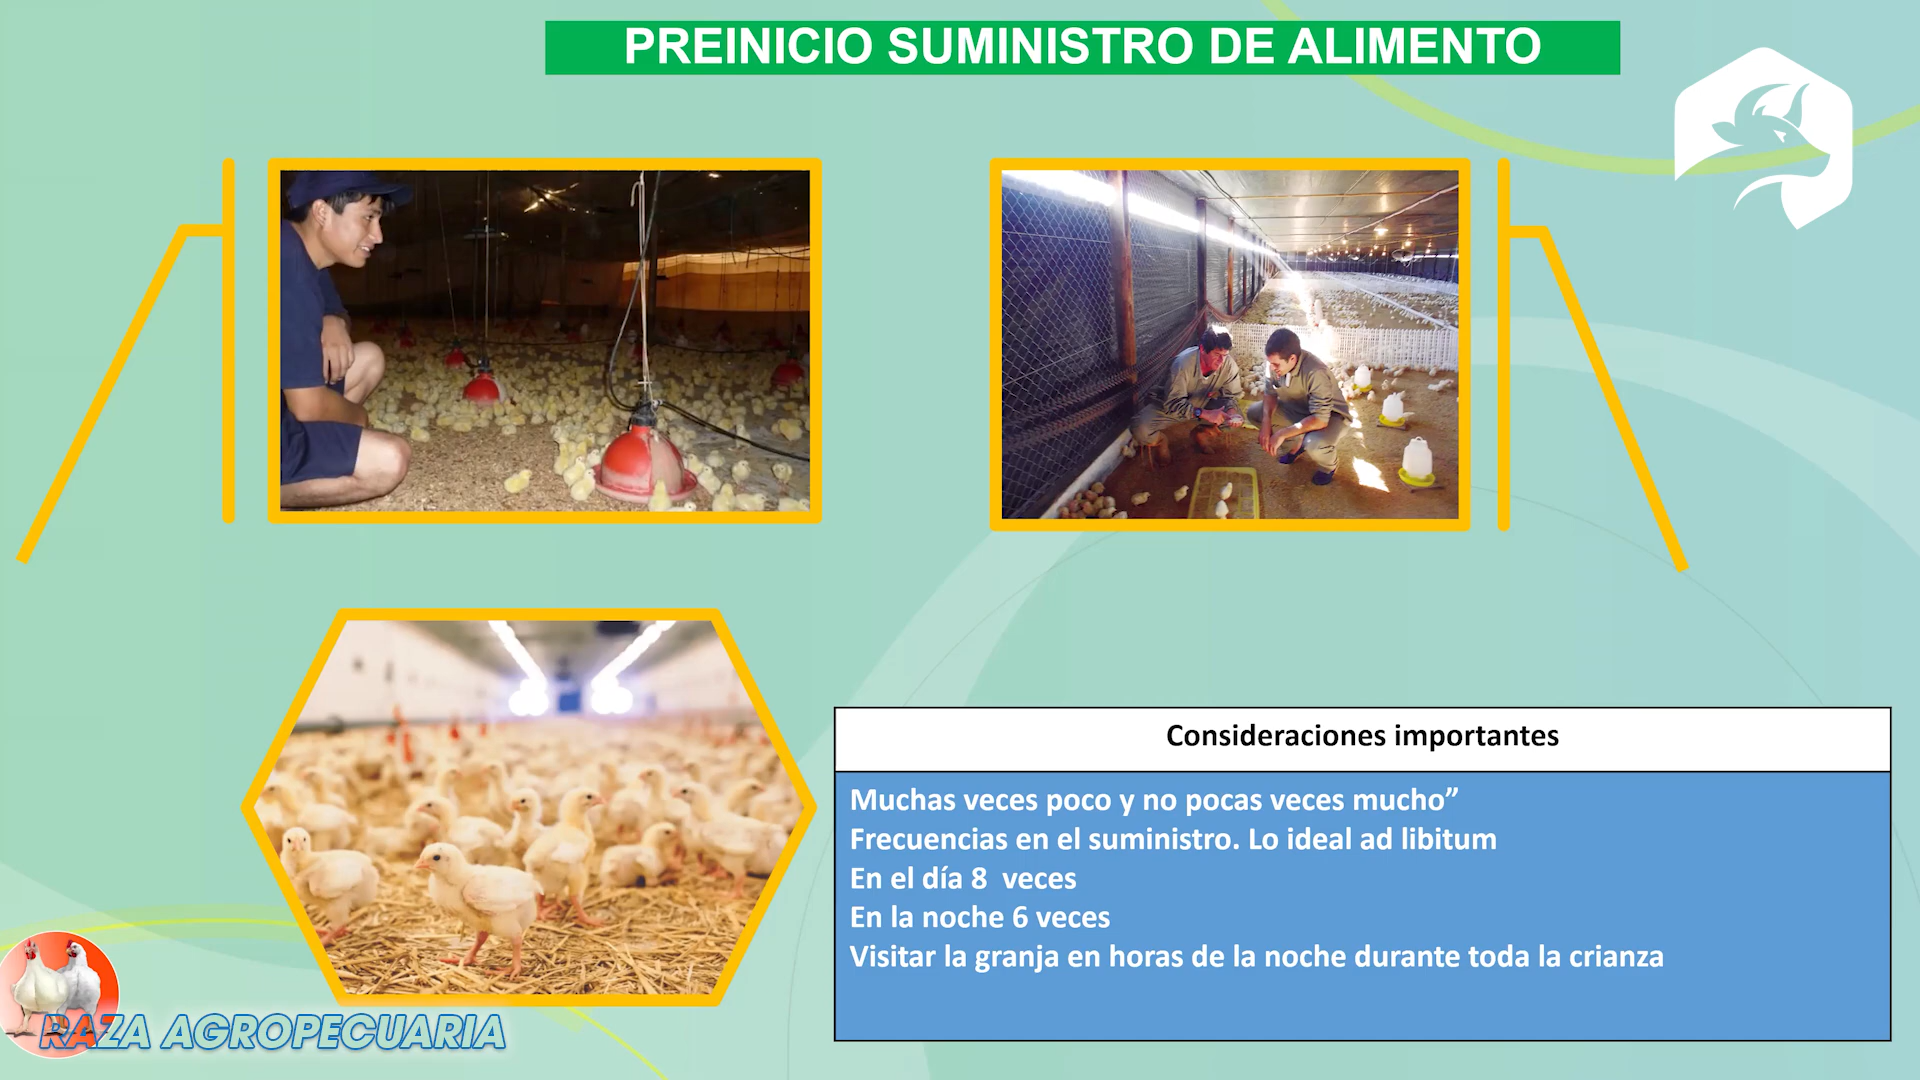 PREINICIO SUMINISTRO DE ALIMENTO
Consideraciones importantes
Muchas veces poco y no pocas veces mucho”
Frecuencias en el suministro. Lo ideal ad libitum
En el día 8  veces
En la noche 6 veces
Visitar la granja en horas de la noche durante toda la crianza
RAZA AGROPECUARIA